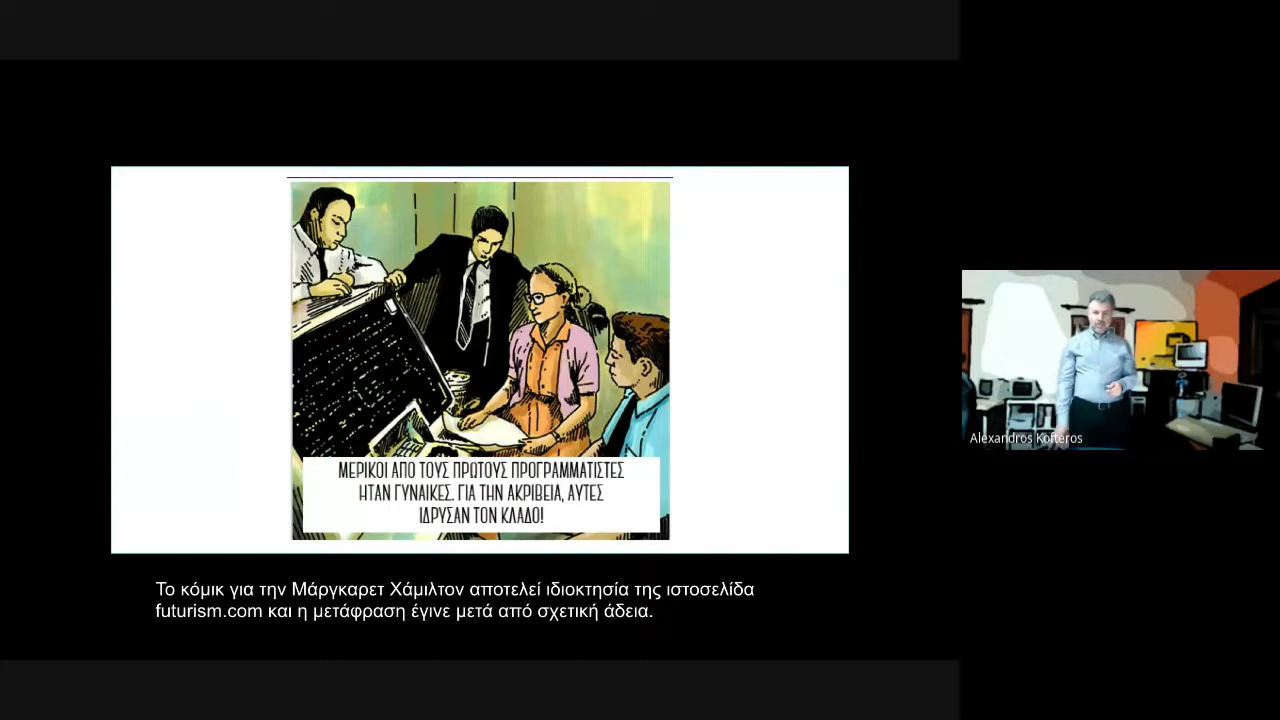 ΜΕΡΙΚΟΙ ΑΠΟ ΤΟΥΣ ΠΡΩΤΟΥΣ ΠΡΟΓΡΑΜΜΑΤΙΣΤΕΣ
ΗΤΑΝ ΓΥΝΑΙΚΕΣ. ΓΙΑ ΤΗΝ ΑΚΡΙΒΕΙΑ, ΑΥΤΕΣ
ΙΔΡΥΣΑΝ ΤΟΝ ΚΛΑΔΟ!
Το κόμικ για την Μάργκαρετ Χάμιλτον αποτελεί ιδιοκτησία της ιστοσελίδα
futurism.com και η μετάφραση έγινε μετά από σχετική άδεια.
Alexandros Kofteros